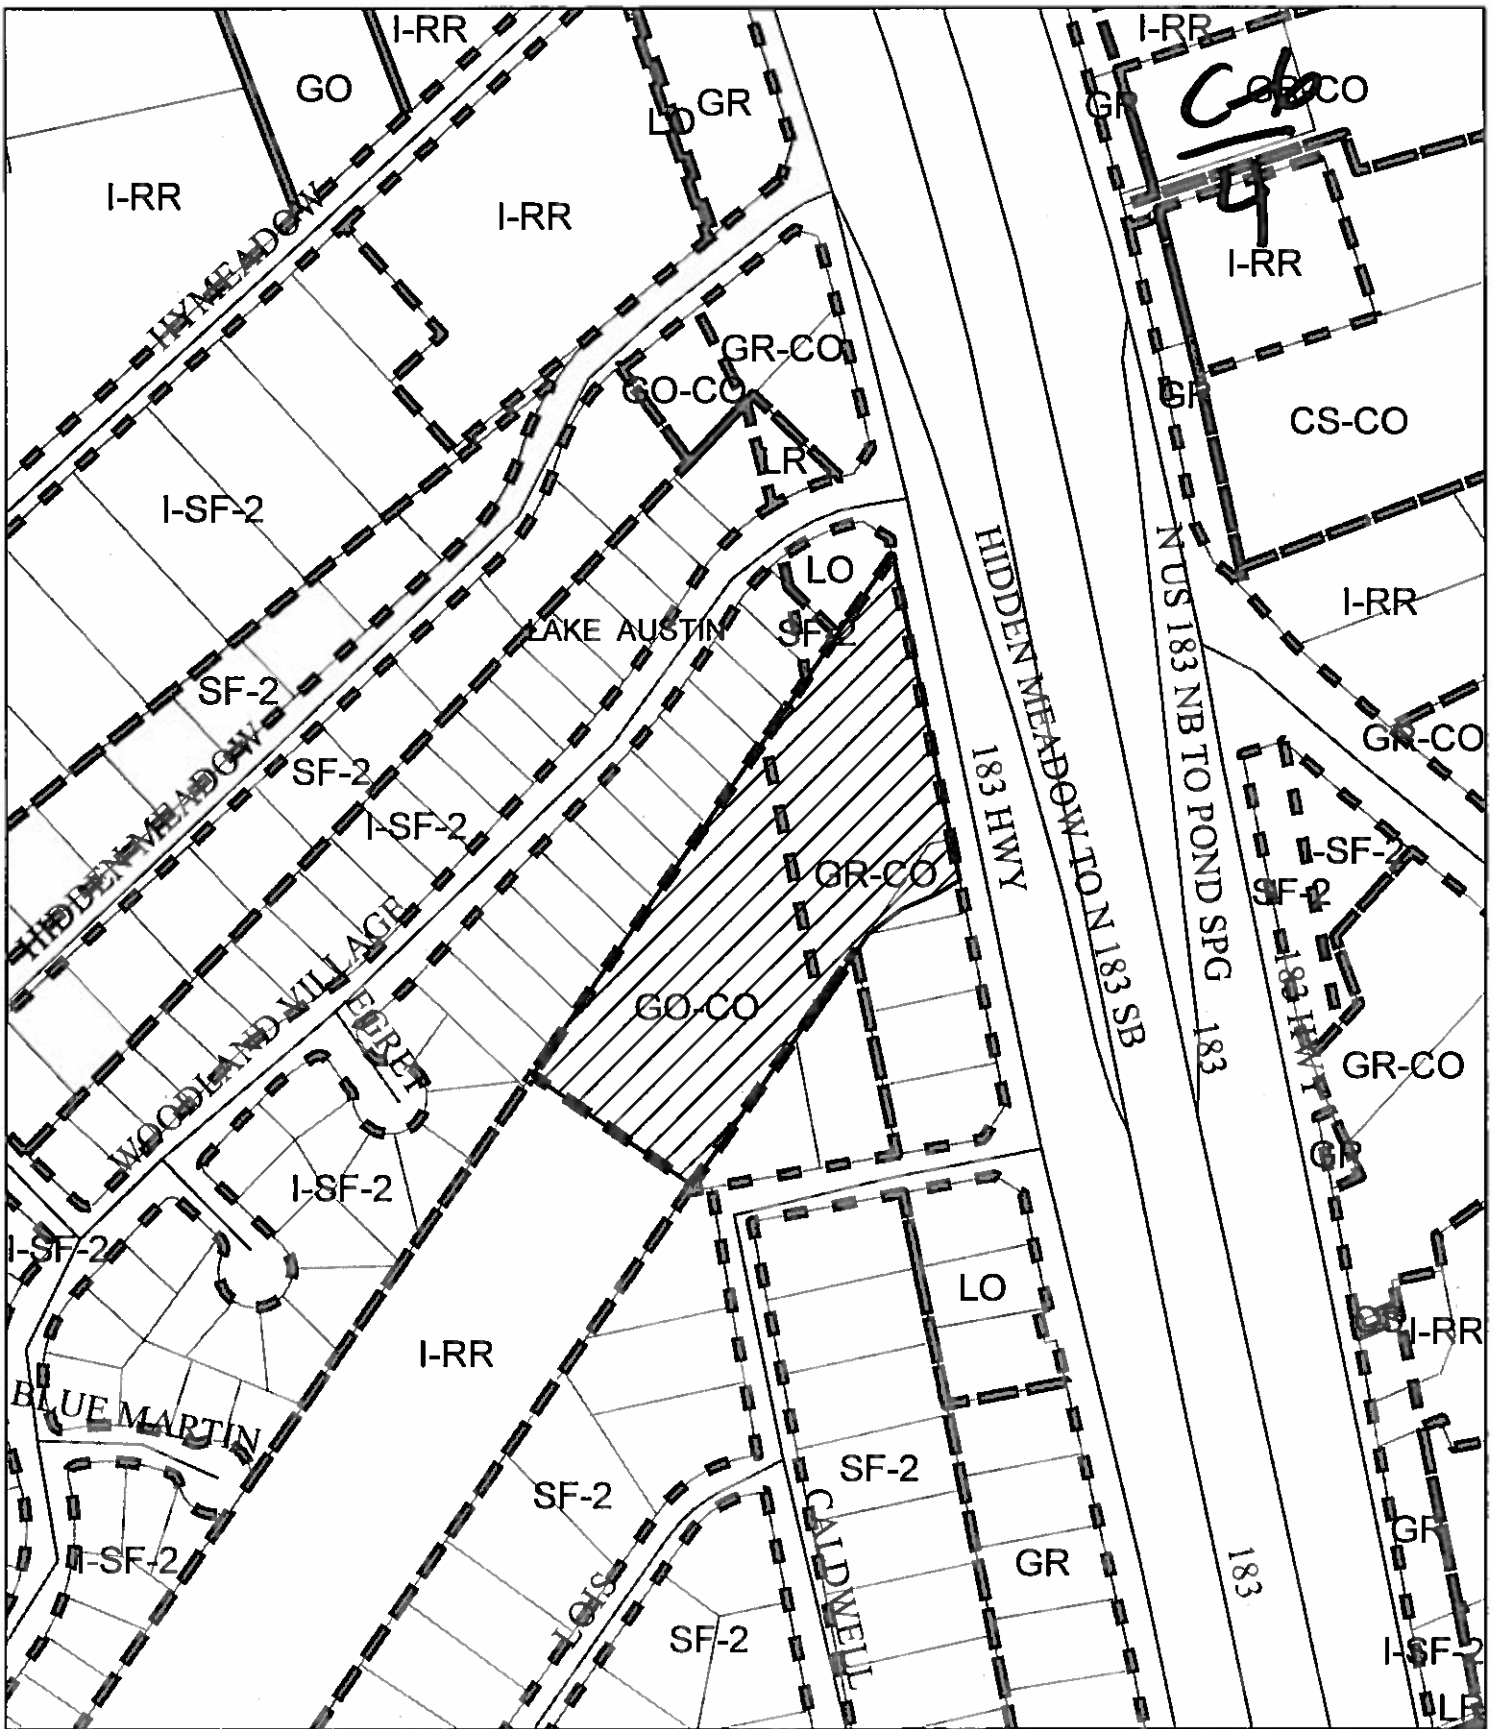 I-RR
I-RR
GO
GR
LO
GR
GR-CO
C-6
4
I-RR
I-RR
I-RR
HYMEADOW
GR-CO
GO-CO
GR
CS-CO
LR
I-SF-2
LO
SF-2
LAKE AUSTIN
I-RR
HIDDEN MEADOW TO N 183 SB
N US 183 NB TO POND SPG
SF-2
HIDDEN MEADOW
SF-2
I-SF-2
GR-CO
183 HWY
GR-CO
I-SF-2
SF-2
WOODLAND VILLAGE
EGRET
GO-CO
183
183 HWY
GR-CO
GR
I-SF-2
I-SF-2
LO
I-RR
I-RR
BLUE MARTIN
SF-2
SF-2
CALDWELL
GR
GR
183
I-SF-2
LOIS
SF-2
I-SF-2